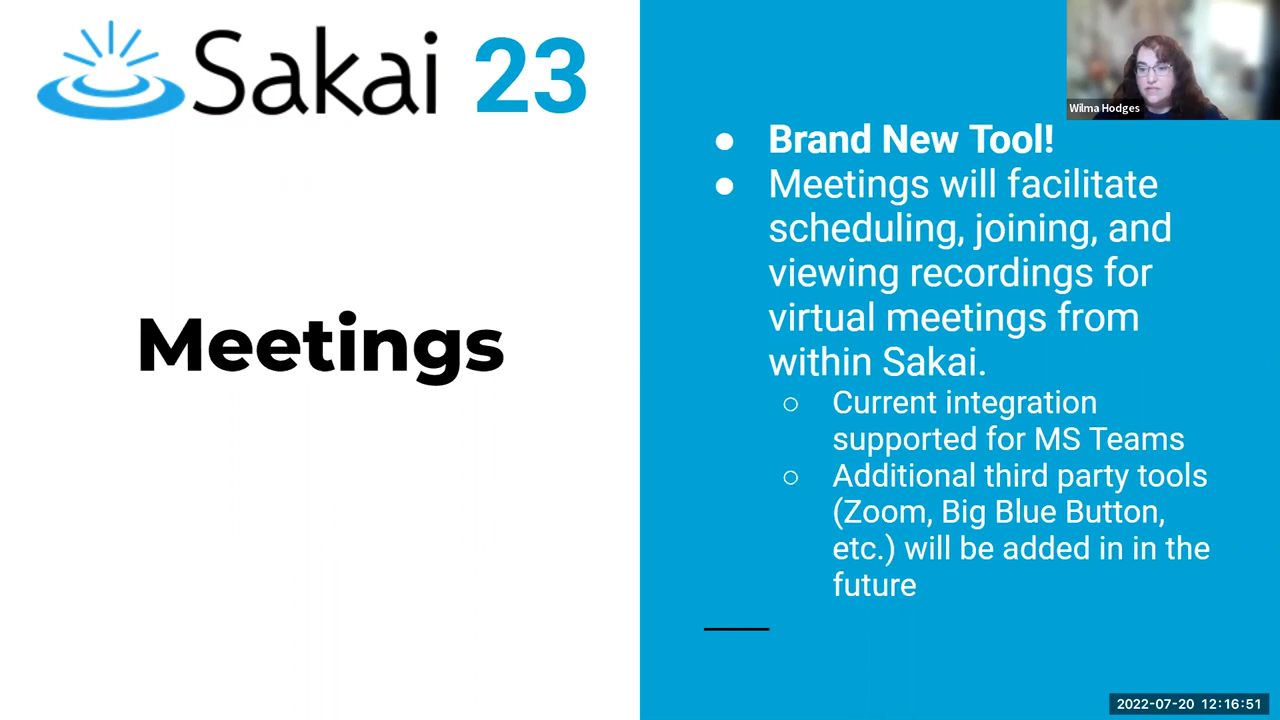 Sakai 23
Wilma Hodges
Meetings
● Brand New Tool!
● Meetings will facilitate
scheduling, joining, and
viewing recordings for
virtual meetings from
within Sakai.
○ Current integration
supported for MS Teams
○ Additional third party tools
(Zoom, Big Blue Button,
etc.) will be added in in the
future
2022-07-20 12:16:51